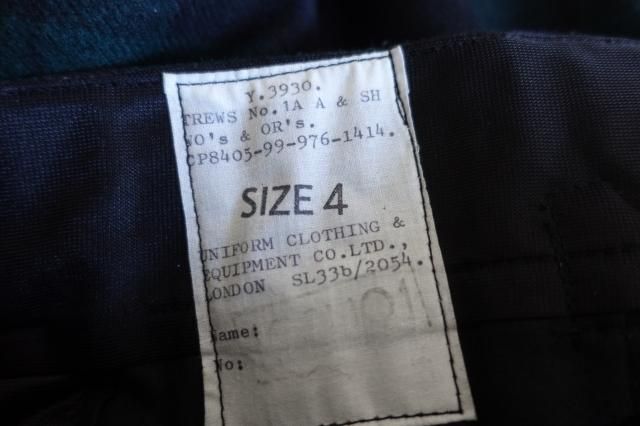 Y.3930.
TREWS No.1A A & SH
WO's & OR's.
CP8405-99-976-1414.
SIZE 4
UNIFORM CLOTHING &
EQUIPMENT CO.LTD.,
LONDON SL33b/2054.
Name:
No: